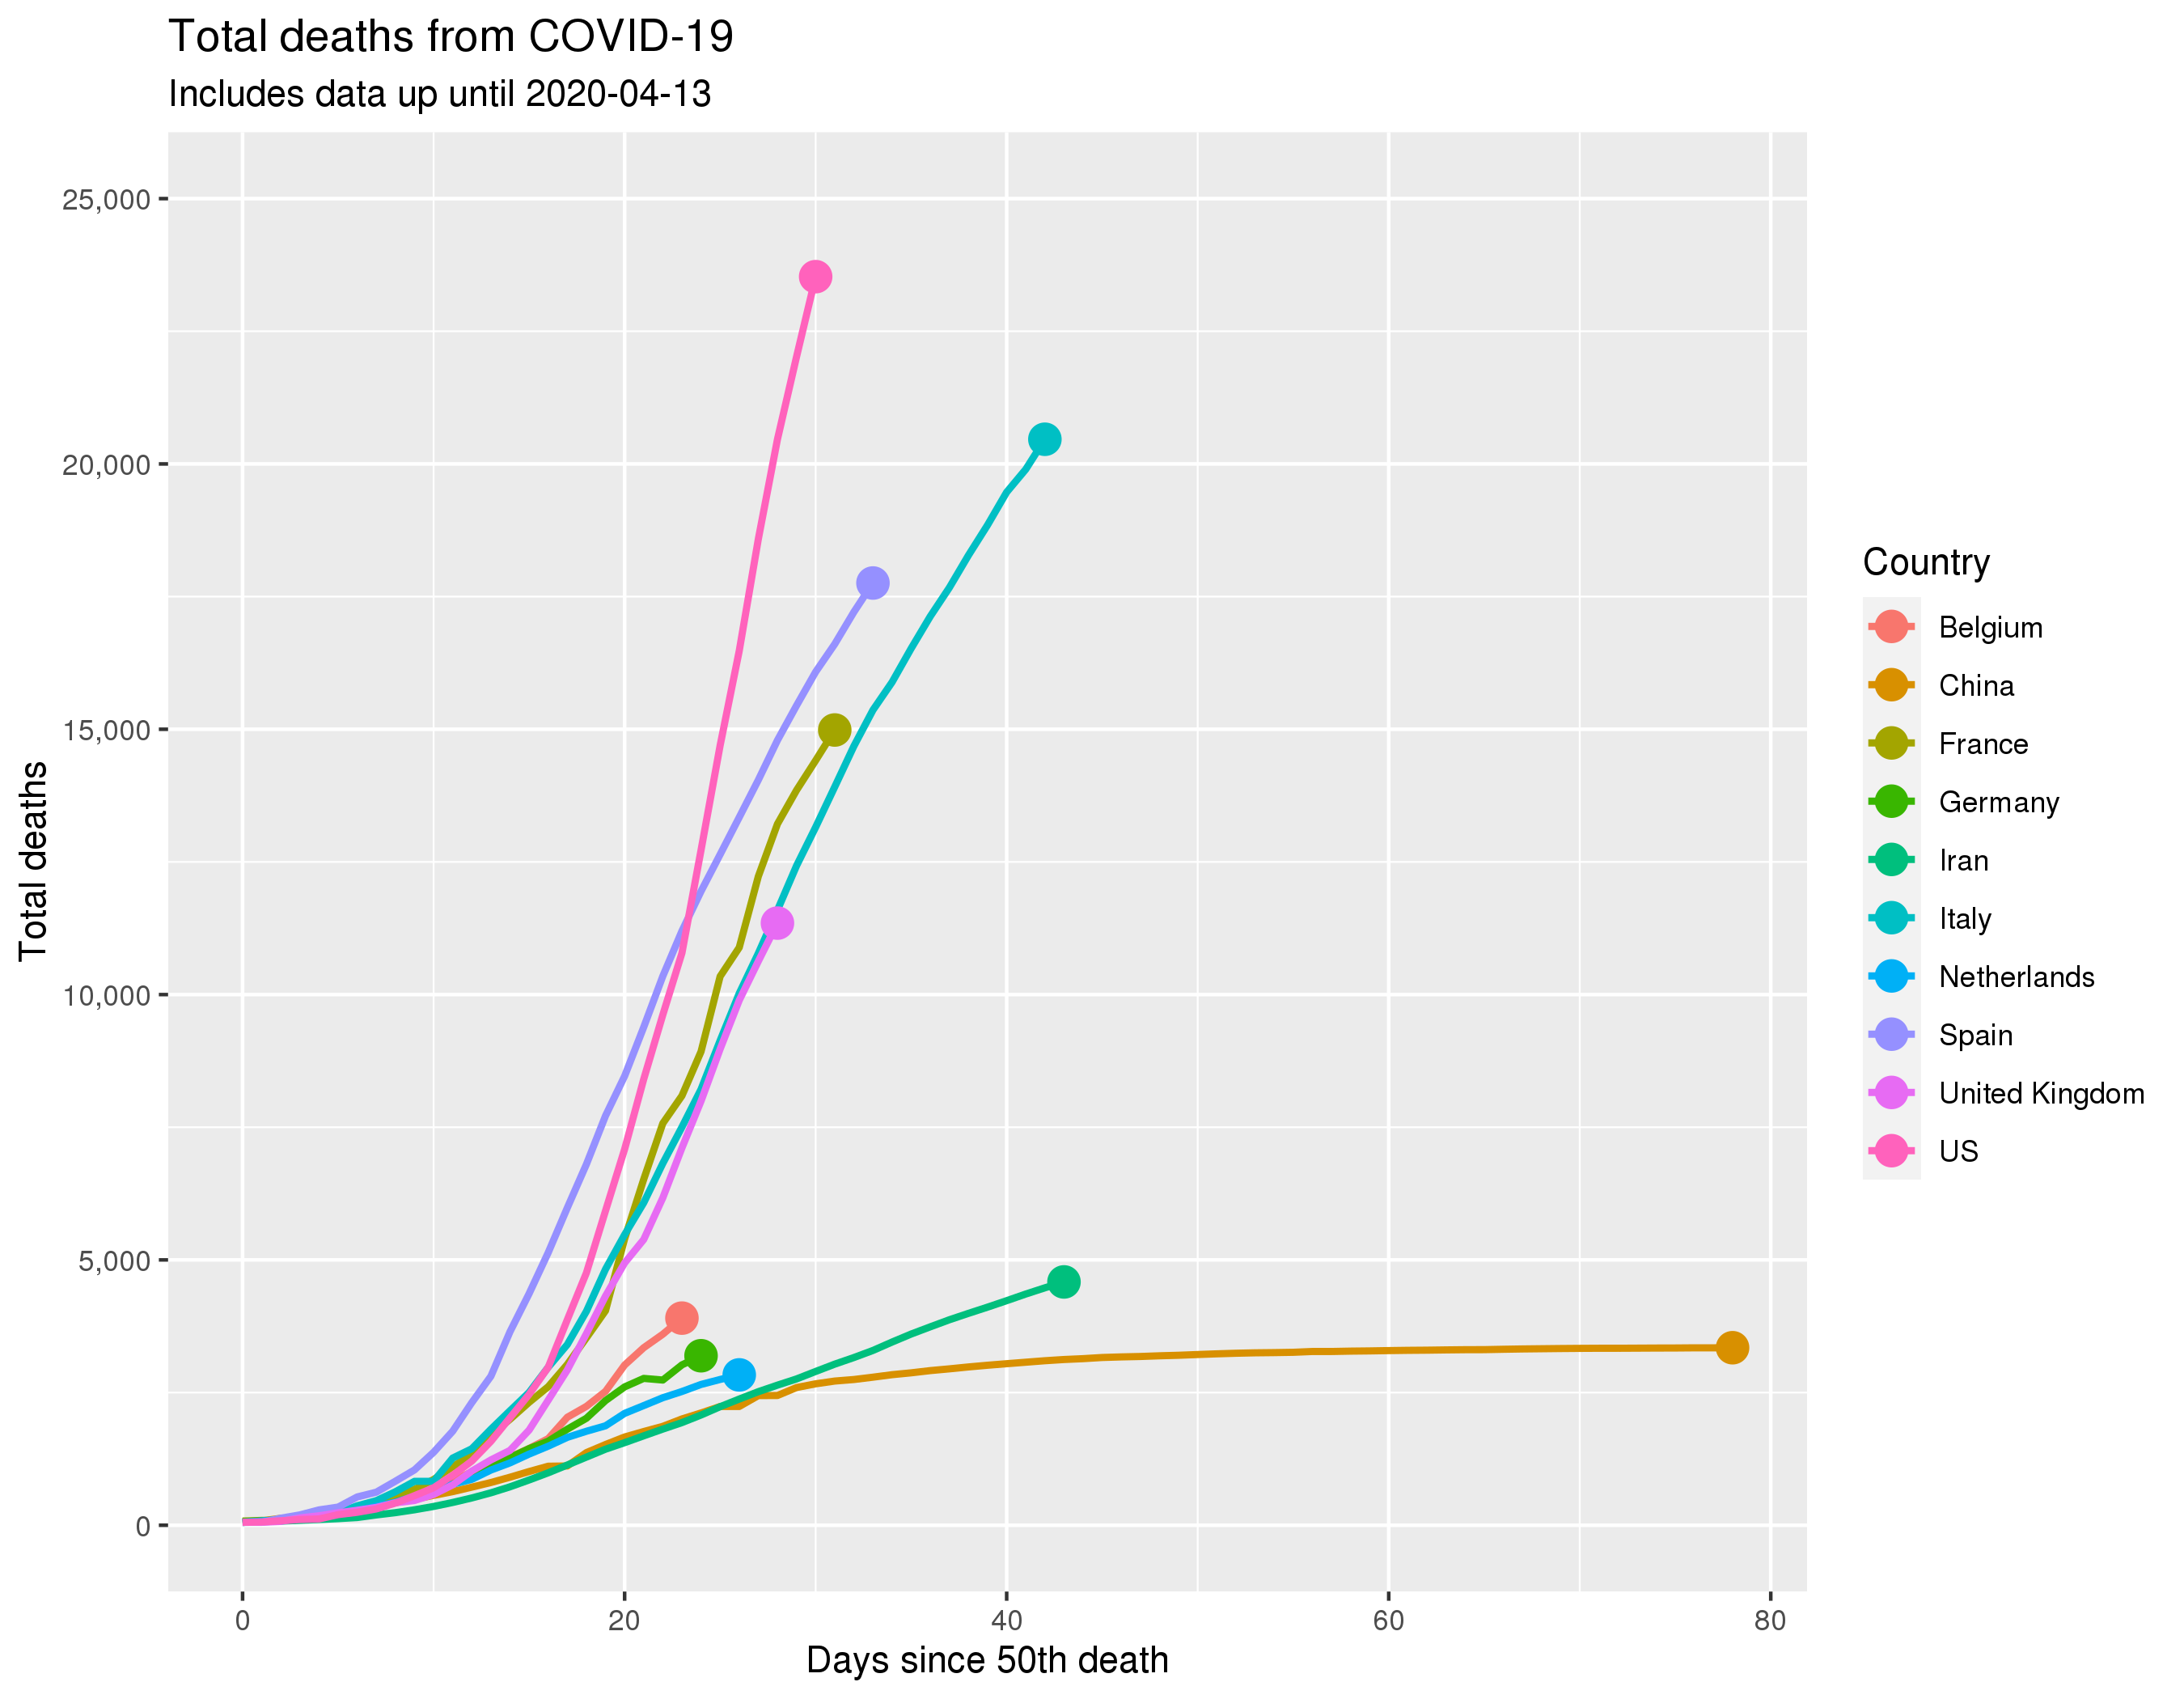 Total deaths from COVID-19
Includes data up until 2020-04-13
Total deaths
25,000
20,000
15,000
10,000
5,000
0
0 20 40 60 80
Days since 50th death
Country
Belgium
China
France
Germany
Iran
Italy
Netherlands
Spain
United Kingdom
US